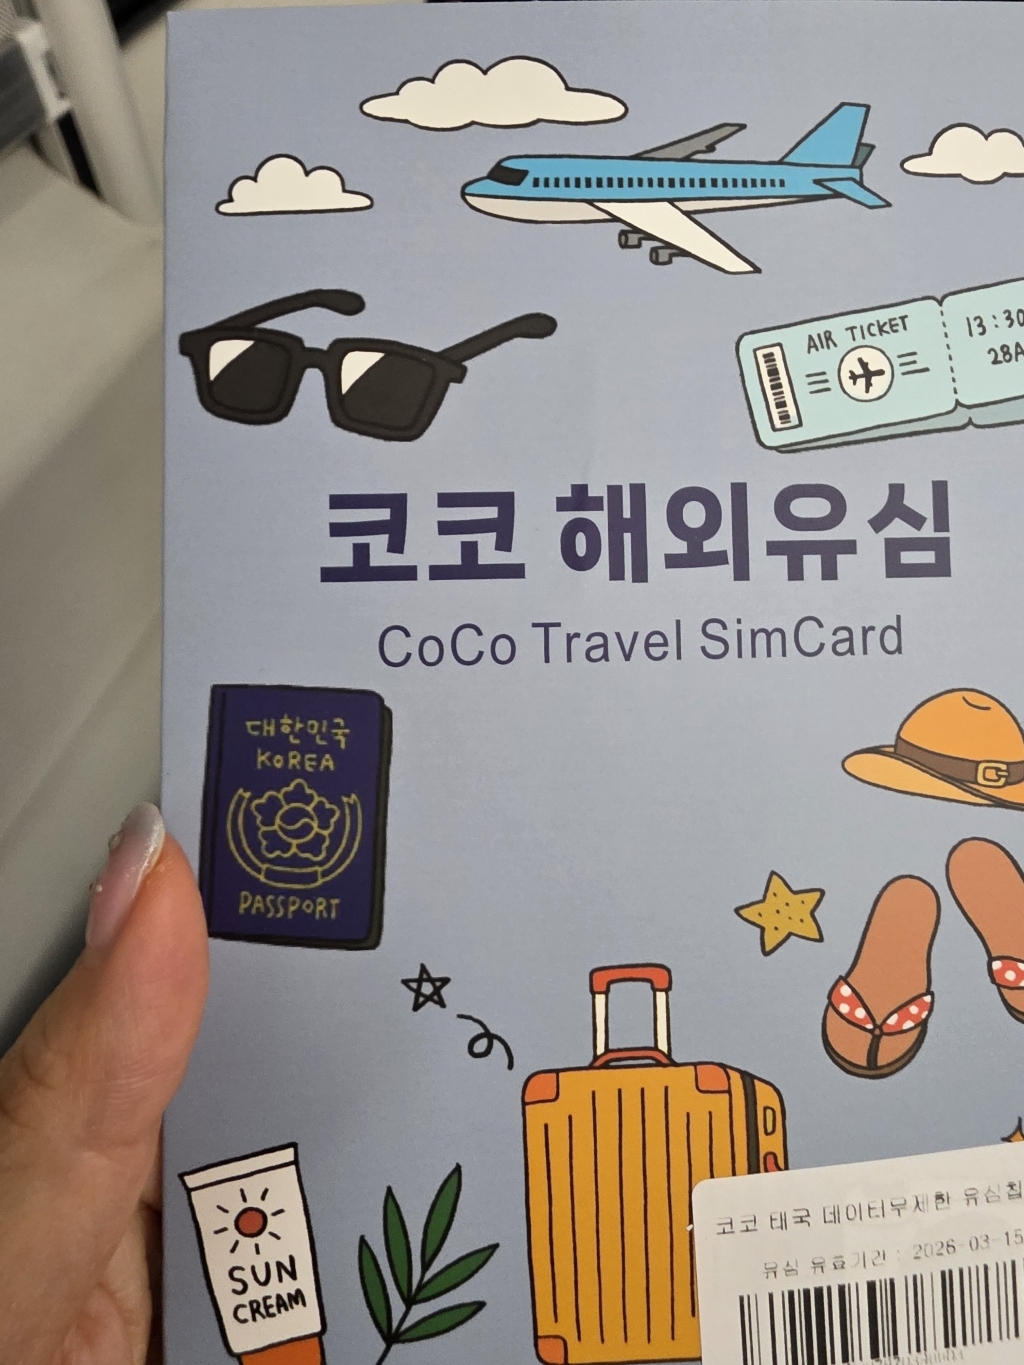 AIR TICKET
13:30
28A
코코 해외유심
CoCo Travel SimCard
대한민국
KOREA
PASSPORT
SUN
CREAM
코코 태국 데이터무제한 유심칩
유심 유효기간 : 2026-03-15